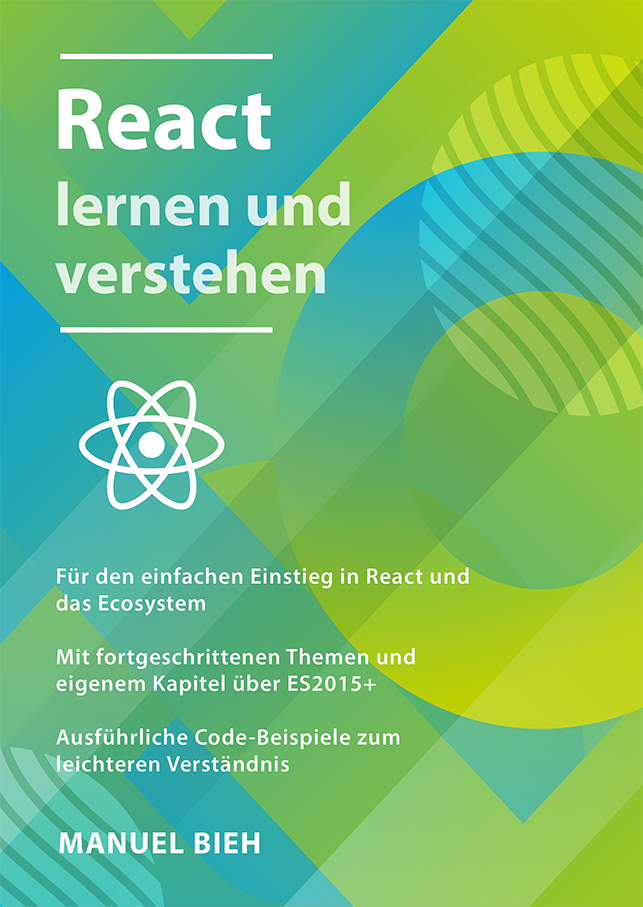 React
lernen und
verstehen
Für den einfachen Einstieg in React und
das Ecosystem
Mit fortgeschrittenen Themen und
eigenem Kapitel über ES2015+
Ausführliche Code-Beispiele zum
leichteren Verständnis
MANUEL BIEH